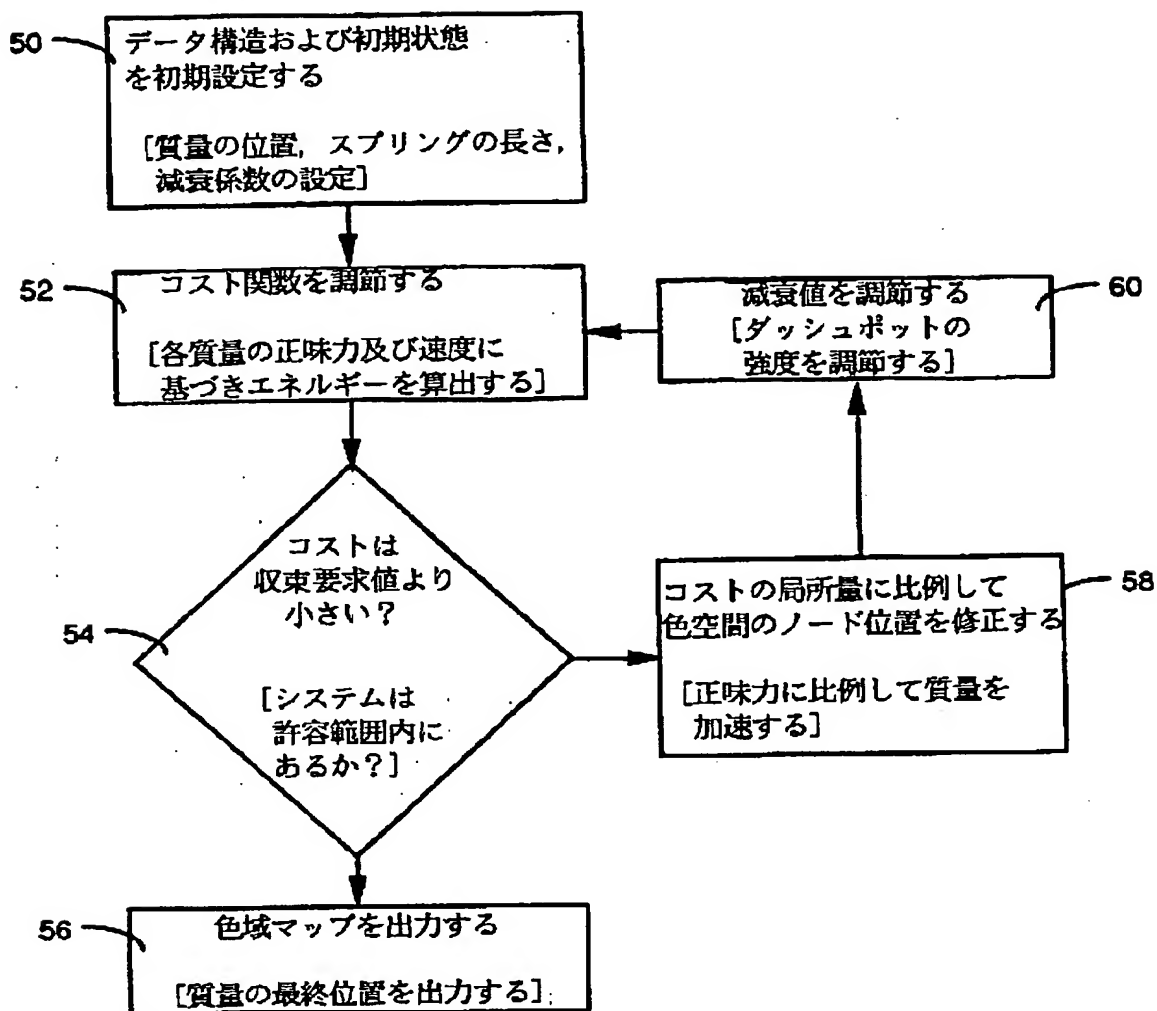 50
データ構造および初期状態
を初期設定する
[質量の位置, スプリングの長さ,
減衰係数の設定]
52
コスト関数を調節する
[各質量の正味力及び速度に
基づきエネルギーを算出する]
60
減衰値を調節する
[ダッシュポットの
強度を調節する]
54
コストは
収束要求値より
小さい？
[システムは
許容範囲内に
あるか？]
58
コストの局所量に比例して
色空間のノード位置を修正する
[正味力に比例して質量を
加速する]
56
色域マップを出力する
[質量の最終位置を出力する]